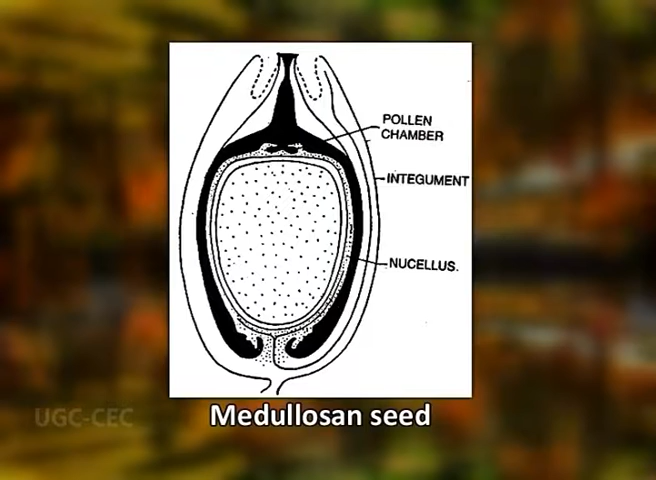 POLLEN
CHAMBER
INTEGUMENT
NUCELLUS.
UGC-CEC
Medullosan seed